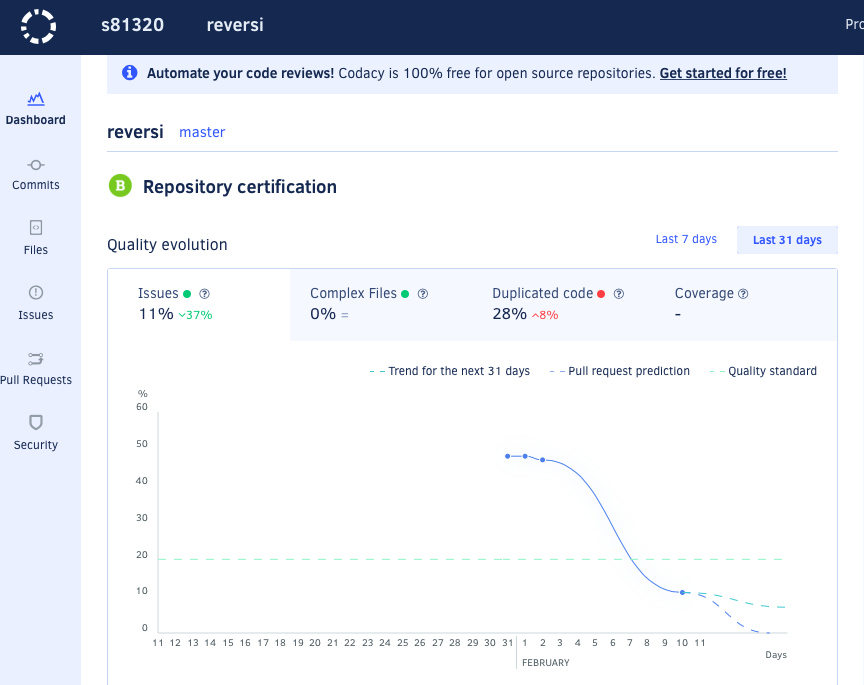 s81320 reversi Pro
Automate your code reviews! Codacy is 100% free for open source repositories. Get started for free!
Dashboard
Commits
Files
Issues
Pull Requests
Security
reversi master
B Repository certification
Quality evolution
Last 7 days Last 31 days
Issues ?
11% 37%
Complex Files ?
0% =
Duplicated code ?
28% 8%
Coverage ?
-
Trend for the next 31 days Pull request prediction Quality standard
%
60
50
40
30
20
10
0
11 12 13 14 15 16 17 18 19 20 21 22 23 24 25 26 27 28 29 30 31 1 2 3 4 5 6 7 8 9 10 11
FEBRUARY
Days